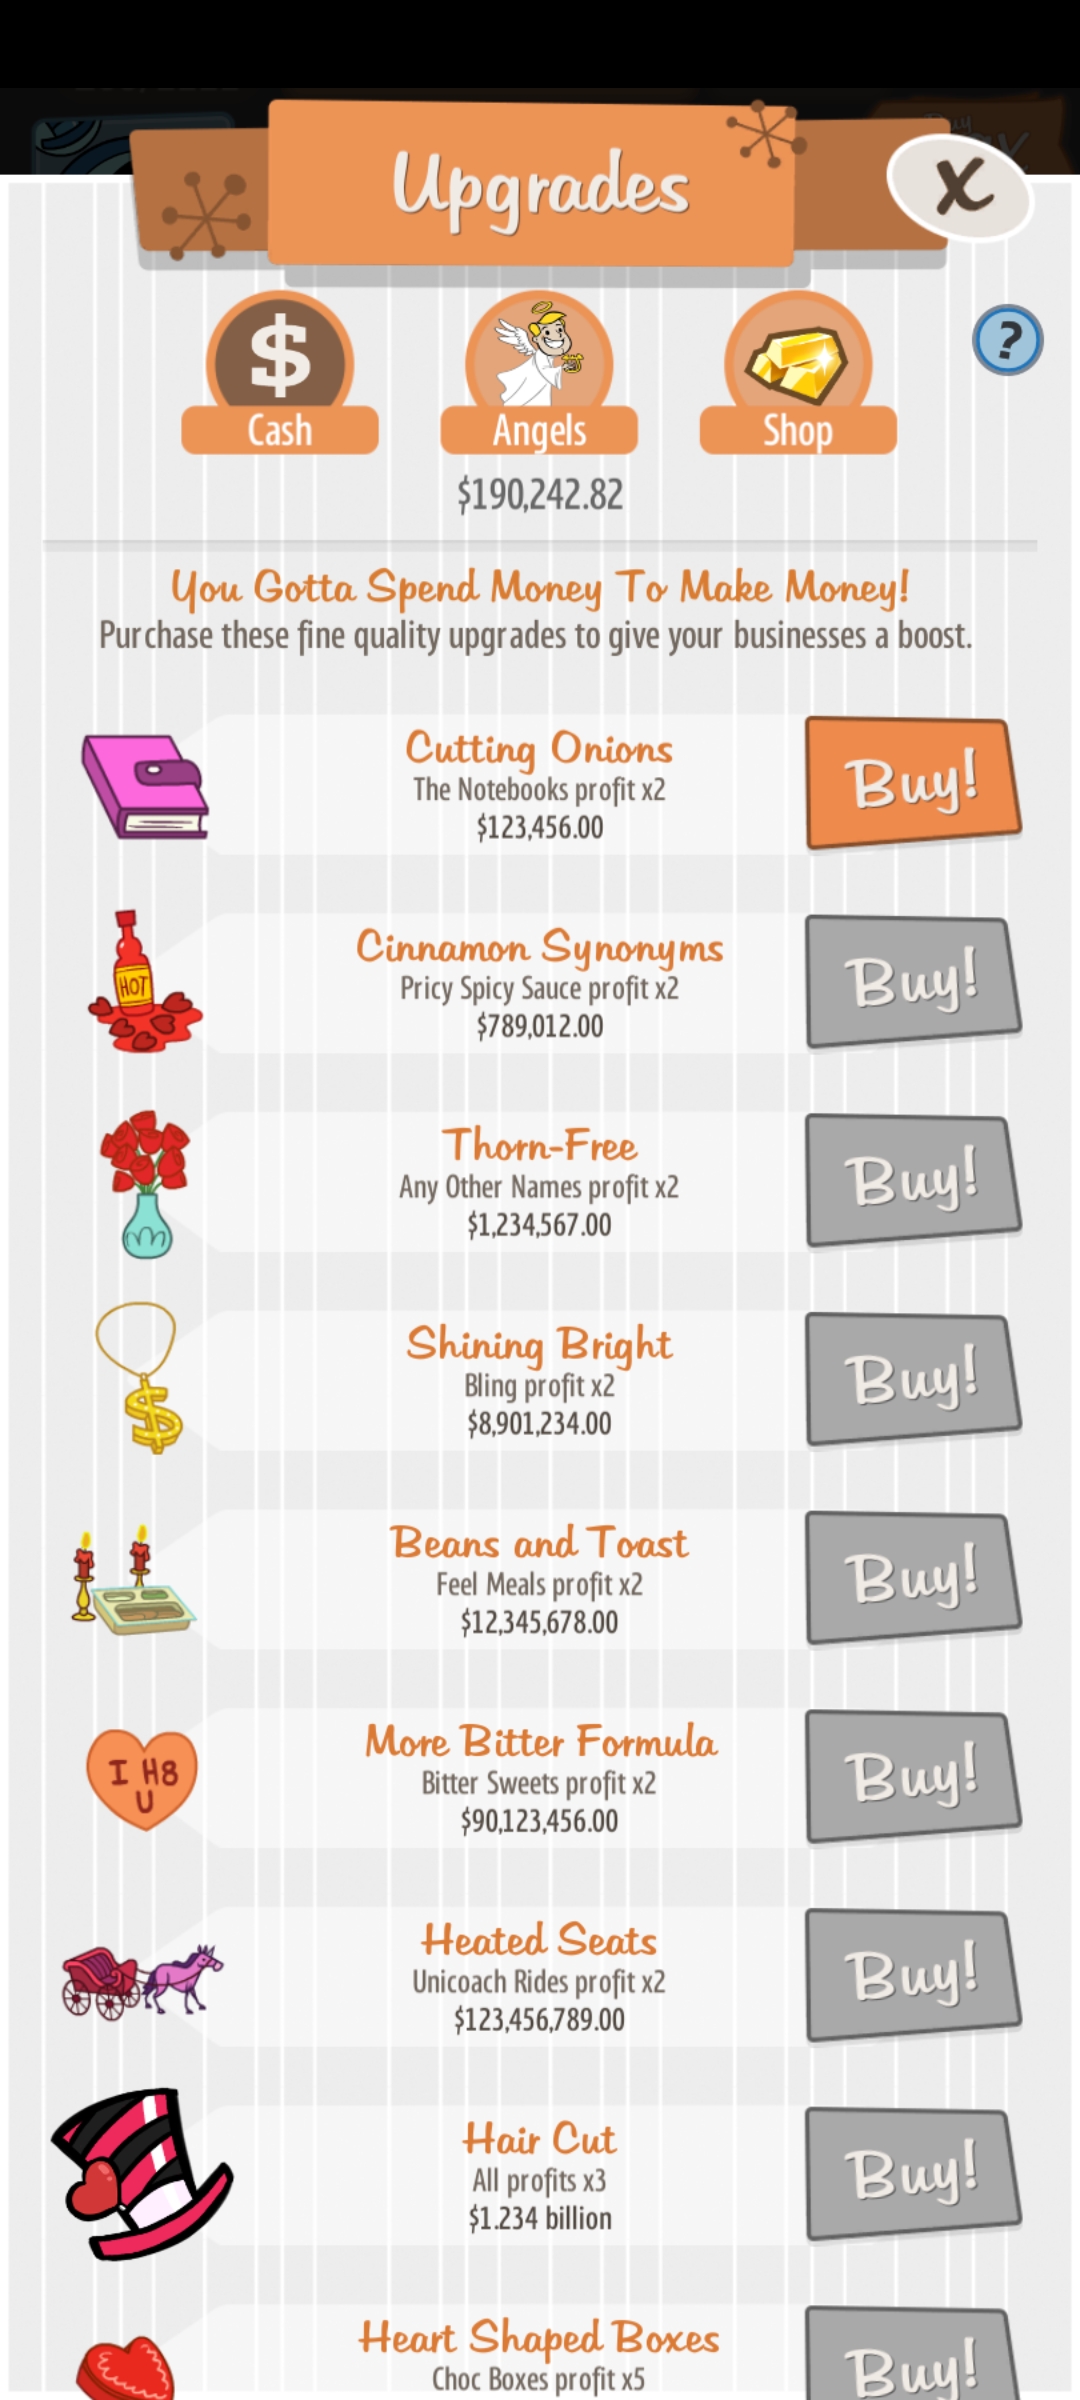 Upgrades
X
$
?
Cash
Angels
Shop
$190,242.82
You Gotta Spend Money To Make Money!
Purchase these fine quality upgrades to give your businesses a boost.
Cutting Onions
The Notebooks profit x2
$123,456.00
Buy!
HOT
Cinnamon Synonyms
Pricy Spicy Sauce profit x2
$789,012.00
Buy!
Thorn-Free
Any Other Names profit x2
$1,234,567.00
Buy!
$
Shining Bright
Bling profit x2
$8,901,234.00
Buy!
Beans and Toast
Feel Meals profit x2
$12,345,678.00
Buy!
I H8
U
More Bitter Formula
Bitter Sweets profit x2
$90,123,456.00
Buy!
Heated Seats
Unicoach Rides profit x2
$123,456,789.00
Buy!
Hair Cut
All profits x3
$1.234 billion
Buy!
Heart Shaped Boxes
Choc Boxes profit x5
Buy!